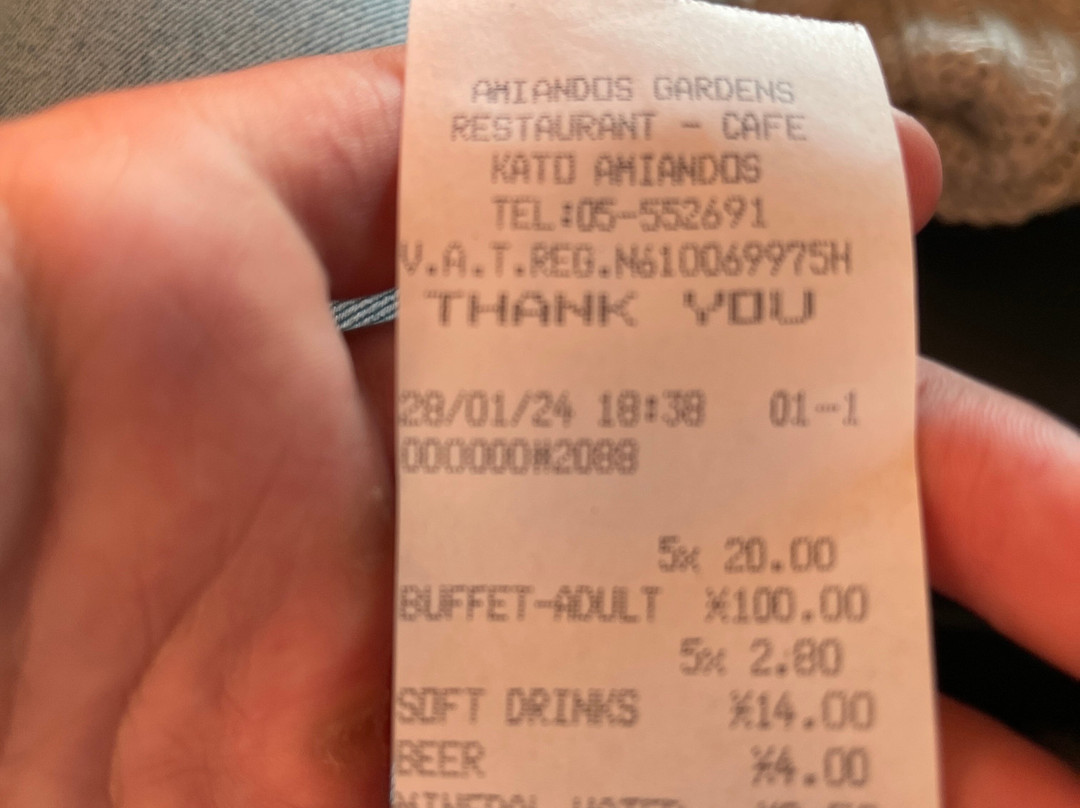 AMIANDOS GARDENS
RESTAURANT - CAFE
KATO AMIANDOS
TEL:05-552691
V.A.T.REG.N610069975H
THANK YOU
28/01/24 18:38 01-1
000000#2088
5x 20.00
BUFFET-ADULT ※100.00
5x 2.80
SOFT DRINKS ※14.00
BEER ※4.00
MINERAL WATER